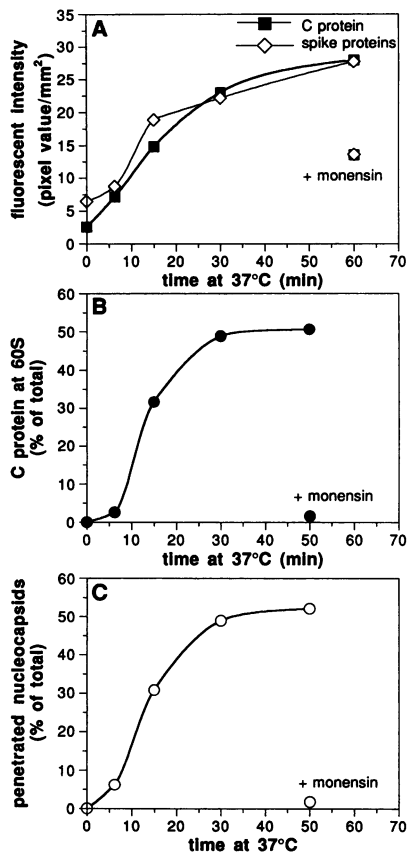 A
C protein
spike proteins
fluorescent intensity
(pixel value/mm²)
35
30
25
20
15
10
5
0
+ monensin
0 10 20 30 40 50 60 70
time at 37°C (min)
B
C protein at 60S
(% of total)
60
50
40
30
20
10
0
+ monensin
0 10 20 30 40 50 60 70
time at 37°C (min)
C
penetrated nucleocapsids
(% of total)
60
50
40
30
20
10
0
+ monensin
0 10 20 30 40 50 60 70
time at 37°C